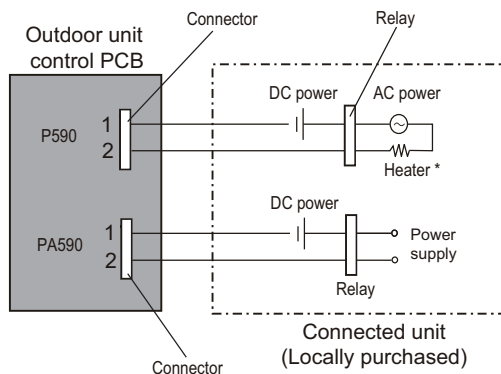 Connector
Relay
Outdoor unit
control PCB
DC power
AC power
P590
1
2
Heater *
DC power
PA590
1
2
Power
supply
Relay
Connected unit
(Locally purchased)
Connector